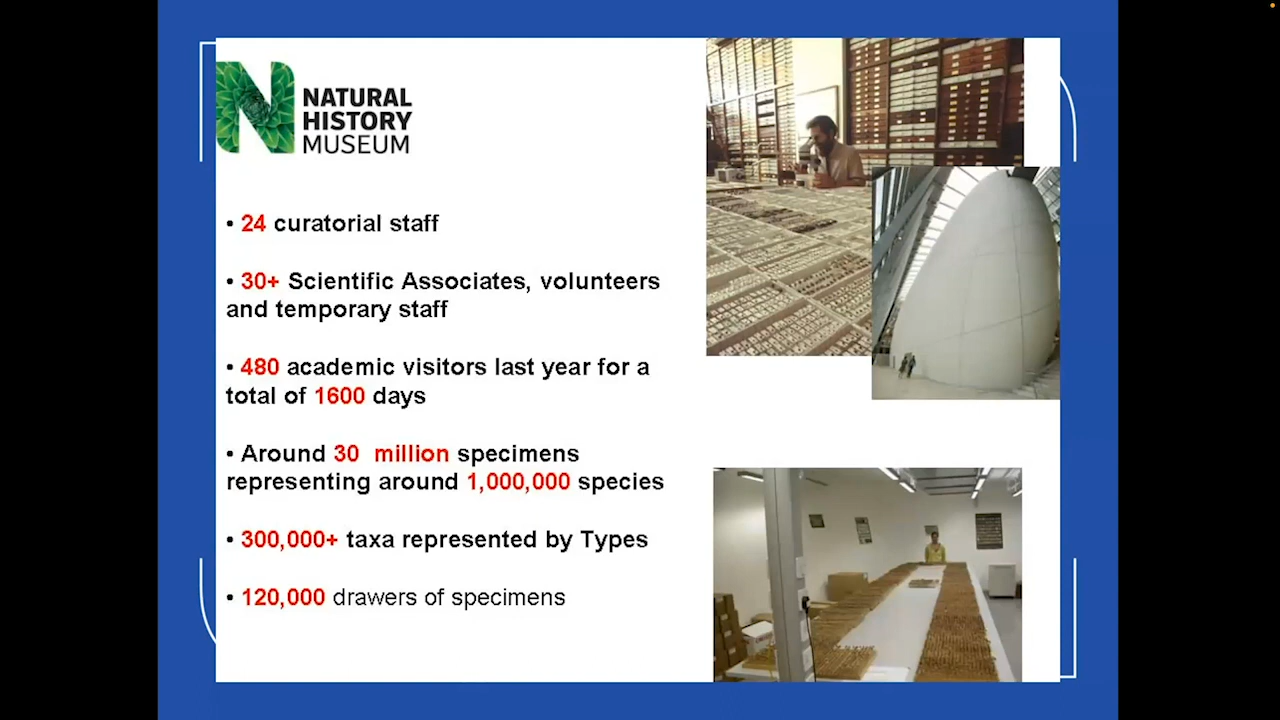 NATURAL
HISTORY
MUSEUM
• 24 curatorial staff
• 30+ Scientific Associates, volunteers
and temporary staff
• 480 academic visitors last year for a
total of 1600 days
• Around 30 million specimens
representing around 1,000,000 species
• 300,000+ taxa represented by Types
• 120,000 drawers of specimens